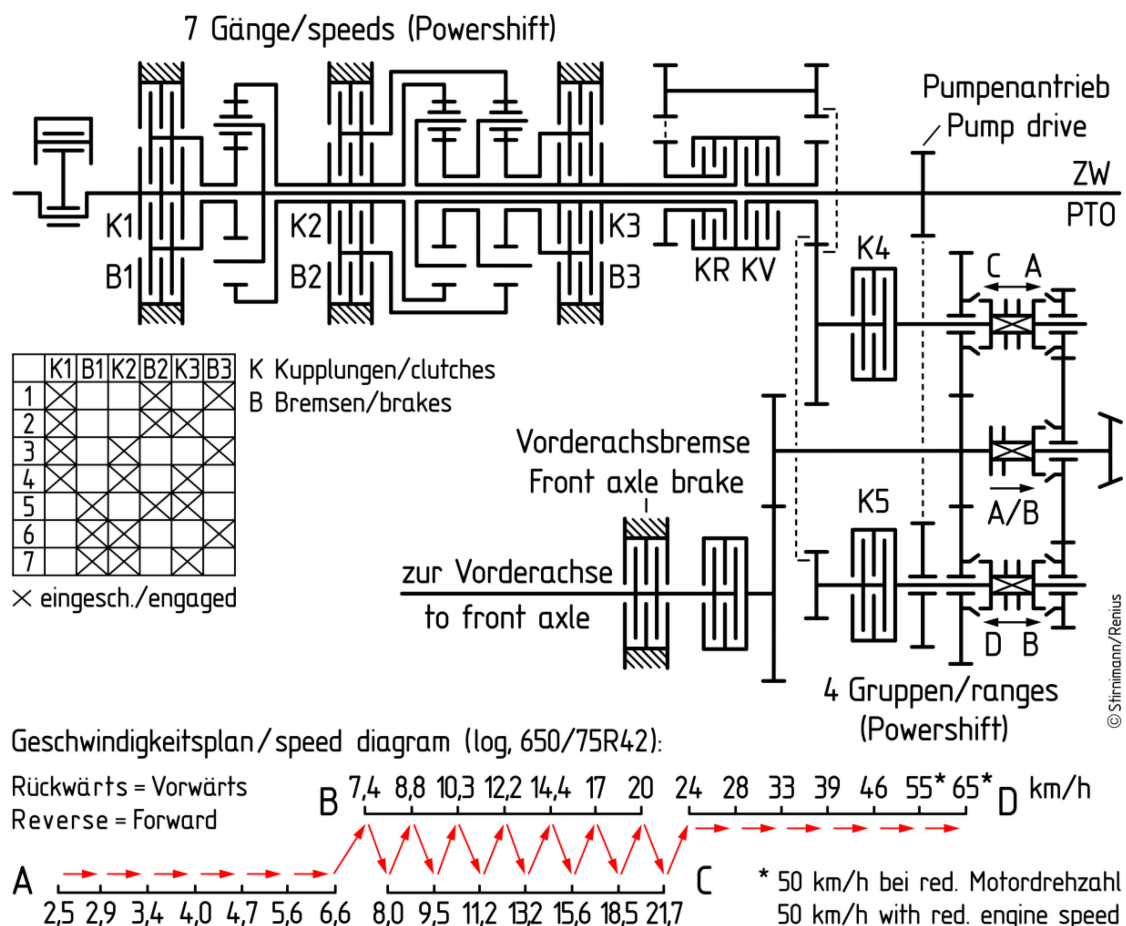 7 Gänge/speeds (Powershift)
Pumpenantrieb
Pump drive
ZW
PTO
K1
K2
K3
B1
B2
B3
KR KV
K4
C A
K1 B1 K2 B2 K3 B3
1
2
3
4
5
6
7
× eingesch./engaged
K Kupplungen/clutches
B Bremsen/brakes
Vorderachsbremse
Front axle brake
A/B
K5
zur Vorderachse
to front axle
D B
4 Gruppen/ranges
(Powershift)
© Stirnimann/Renius
Geschwindigkeitsplan/speed diagram (log, 650/75R42):
Rückwärts = Vorwärts
Reverse = Forward
B 7,4 8,8 10,3 12,2 14,4 17 20 24 28 33 39 46 55* 65* D km/h
A
C
2,5 2,9 3,4 4,0 4,7 5,6 6,6 8,0 9,5 11,2 13,2 15,6 18,5 21,7
* 50 km/h bei red. Motordrehzahl
50 km/h with red. engine speed